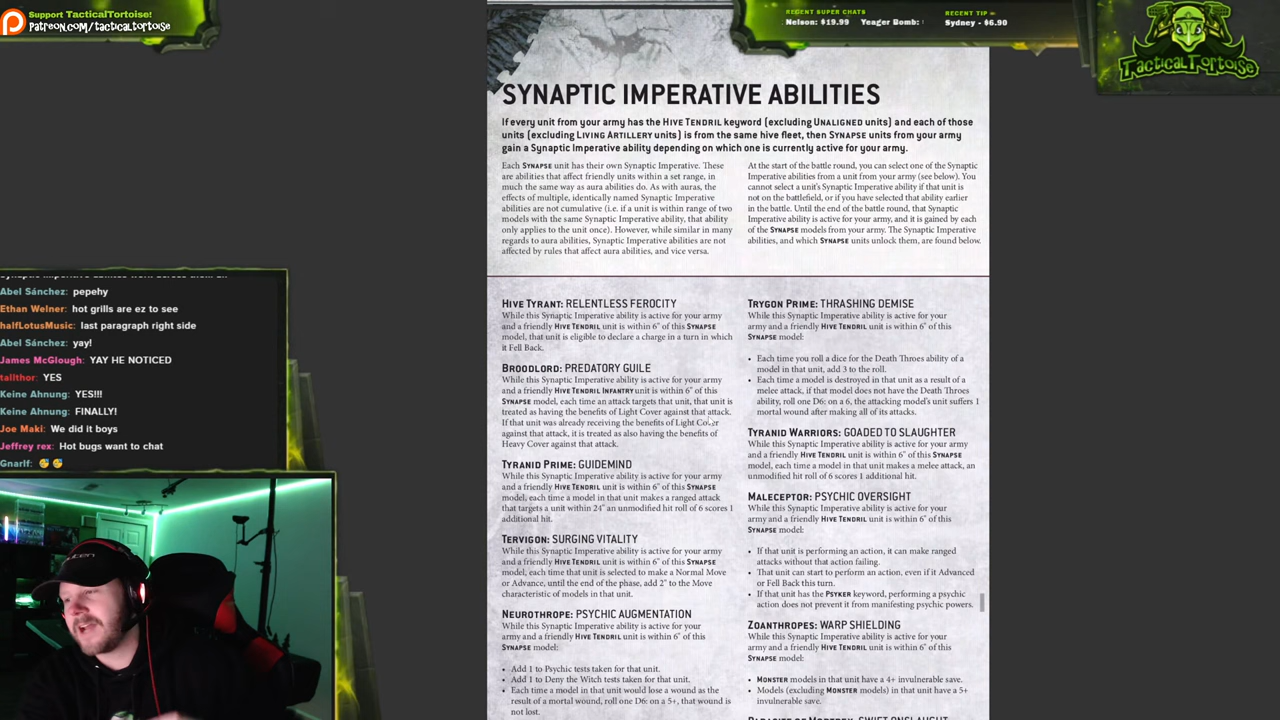 Support TacticalTortoise!
Patreon.com/tacticaltortoise
RECENT SUPER CHATS
Nelson: $19.99 Yeager Bomb:
RECENT TIP
Sydney - $6.90
TacticalTortoise
SYNAPTIC IMPERATIVE ABILITIES
If every unit from your army has the HIVE TENDRIL keyword (excluding UNALIGNED units) and each of those
units (excluding LIVING ARTILLERY units) is from the same hive fleet, then SYNAPSE units from your army
gain a Synaptic Imperative ability depending on which one is currently active for your army.
Each SYNAPSE unit has their own Synaptic Imperative. These
are abilities that affect friendly units within a set range, in
much the same way as aura abilities do. As with auras, the
effects of multiple, identically named Synaptic Imperative
abilities are not cumulative (i.e. if a unit is within range of two
models with the same Synaptic Imperative ability, that ability
only applies to the unit once). However, while similar in many
regards to aura abilities, Synaptic Imperative abilities are not
affected by rules that affect aura abilities, and vice versa.
At the start of the battle round, you can select one of the Synaptic
Imperative abilities from a unit from your army (see below). You
cannot select a unit's Synaptic Imperative ability if that unit is
not on the battlefield, or if you have selected that ability earlier
in the battle. Until the end of the battle round, that Synaptic
Imperative ability is active for your army, and it is gained by each
of the SYNAPSE models from your army. The Synaptic Imperative
abilities, and which SYNAPSE units unlock them, are found below.
HIVE TYRANT: RELENTLESS FEROCITY
While this Synaptic Imperative ability is active for your army
and a friendly HIVE TENDRIL unit is within 6" of this SYNAPSE
model, that unit is eligible to declare a charge in a turn in which
it Fell Back.
BROODLORD: PREDATORY GUILE
While this Synaptic Imperative ability is active for your army
and a friendly HIVE TENDRIL INFANTRY unit is within 6" of this
SYNAPSE model, each time an attack targets that unit, that unit is
treated as having the benefits of Light Cover against that attack.
If that unit was already receiving the benefits of Light Cover
against that attack, it is treated as also having the benefits of
Heavy Cover against that attack.
TYRANID PRIME: GUIDEMIND
While this Synaptic Imperative ability is active for your army
and a friendly HIVE TENDRIL unit is within 6" of this SYNAPSE
model, each time a model in that unit makes a ranged attack
that targets a unit within 24" an unmodified hit roll of 6 scores 1
additional hit.
TERVIGON: SURGING VITALITY
While this Synaptic Imperative ability is active for your army
and a friendly HIVE TENDRIL unit is within 6" of this SYNAPSE
model, each time that unit is selected to make a Normal Move
or Advance, until the end of the phase, add 2" to the Move
characteristic of models in that unit.
NEUROTHROPE: PSYCHIC AUGMENTATION
While this Synaptic Imperative ability is active for your
army and a friendly HIVE TENDRIL unit is within 6" of this
SYNAPSE model:
• Add 1 to Psychic tests taken for that unit.
• Add 1 to Deny the Witch tests taken for that unit.
• Each time a model in that unit would lose a wound as the
result of a mortal wound, roll one D6: on a 5+, that wound is
not lost.
TRYGON PRIME: THRASHING DEMISE
While this Synaptic Imperative ability is active for your
army and a friendly HIVE TENDRIL unit is within 6" of this
SYNAPSE model:
• Each time you roll a dice for the Death Throes ability of a
model in that unit, add 3 to the roll.
• Each time a model is destroyed in that unit as a result of a
melee attack, if that model does not have the Death Throes
ability, roll one D6: on a 6, the attacking model's unit suffers 1
mortal wound after making all of its attacks.
TYRANID WARRIORS: GOADED TO SLAUGHTER
While this Synaptic Imperative ability is active for your army
and a friendly HIVE TENDRIL unit is within 6" of this SYNAPSE
model, each time a model in that unit makes a melee attack, an
unmodified hit roll of 6 scores 1 additional hit.
MALECEPTOR: PSYCHIC OVERSIGHT
While this Synaptic Imperative ability is active for your
army and a friendly HIVE TENDRIL unit is within 6" of this
SYNAPSE model:
• If that unit is performing an action, it can make ranged
attacks without that action failing.
• That unit can start to perform an action, even if it Advanced
or Fell Back this turn.
• If that unit has the PSYKER keyword, performing a psychic
action does not prevent it from manifesting psychic powers.
ZOANTHROPES: WARP SHIELDING
While this Synaptic Imperative ability is active for your
army and a friendly HIVE TENDRIL unit is within 6" of this
SYNAPSE model:
• MONSTER models in that unit have a 4+ invulnerable save.
• Models (excluding MONSTER models) in that unit have a 5+
invulnerable save.
Abel Sánchez: pepehy
Ethan Welner: hot grills are ez to see
halfLotusMusic: last paragraph right side
Abel Sánchez: yay!
James McGlough: YAY HE NOTICED
tallthor: YES
Keine Ahnung: YES!!!
Keine Ahnung: FINALLY!
Joe Maki: We did it boys
Jeffrey rex: Hot bugs want to chat
Gnarlf: